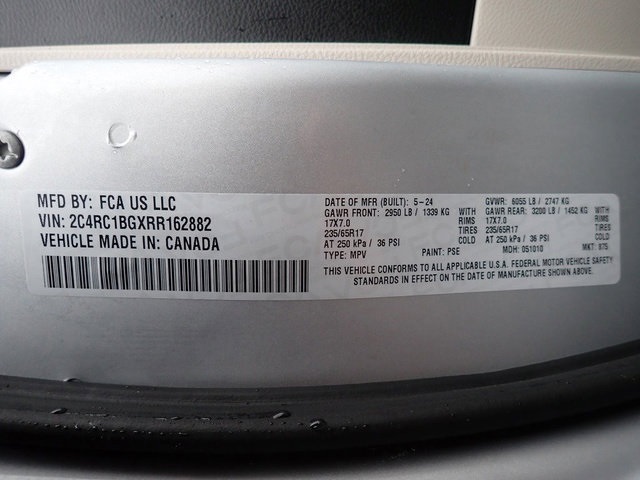 MFD BY: FCA US LLC
VIN: 2C4RC1BGXRR162882
VEHICLE MADE IN: CANADA
DATE OF MFR (BUILT): 5-24 GVWR: 6055 LB / 2747 KG
GAWR FRONT: 2950 LB / 1339 KG WITH GAWR REAR: 3200 LB / 1452 KG WITH
17X7.0 RIMS 17X7.0 RIMS
235/65R17 TIRES 235/65R17 TIRES
AT 250 kPa / 36 PSI COLD AT 250 kPa / 36 PSI COLD
TYPE: MPV PAINT: PSE MDH: 051010 MKT: 875
THIS VEHICLE CONFORMS TO ALL APPLICABLE U.S.A. FEDERAL MOTOR VEHICLE SAFETY
STANDARDS IN EFFECT ON THE DATE OF MANUFACTURE SHOWN ABOVE.